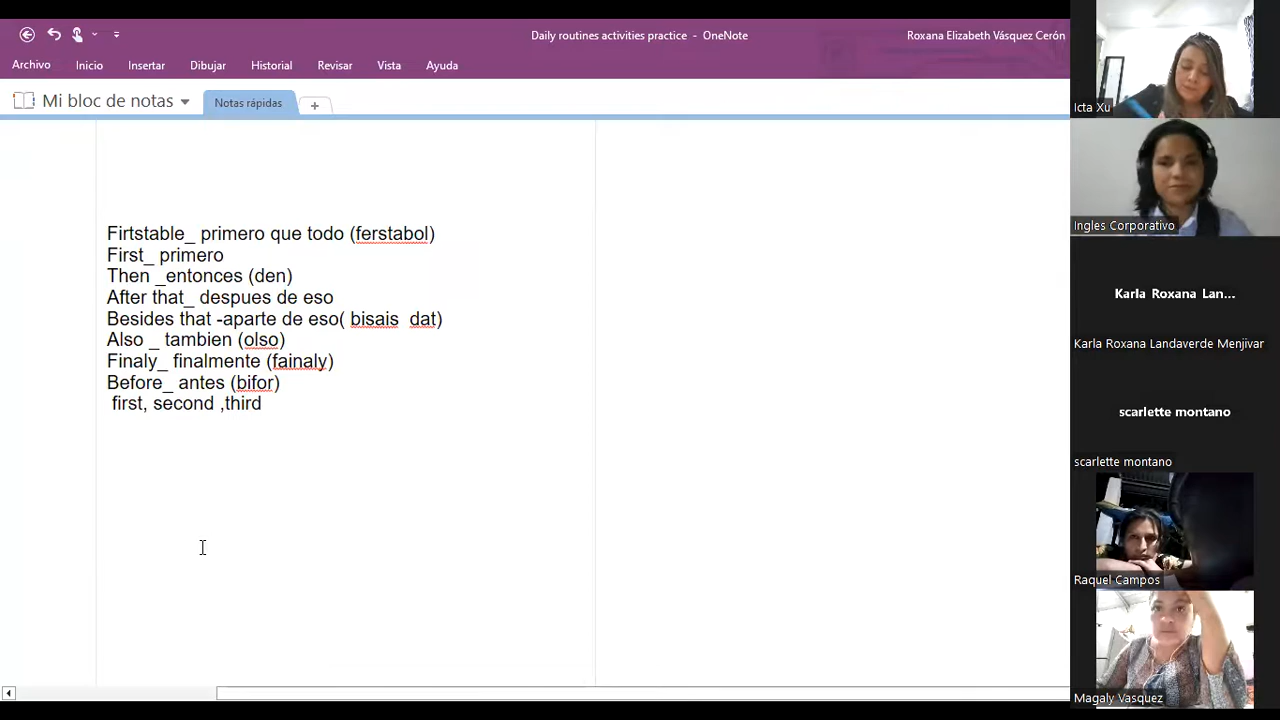 Daily routines activities practice - OneNote
Roxana Elizabeth Vásquez Cerón
Archivo Inicio Insertar Dibujar Historial Revisar Vista Ayuda
Mi bloc de notas
Notas rápidas
+
Firtstable_ primero que todo (ferstabol)
First_ primero
Then _entonces (den)
After that_ despues de eso
Besides that -aparte de eso( bisais dat)
Also _ tambien (olso)
Finaly_ finalmente (fainaly)
Before_ antes (bifor)
first, second ,third
Icta Xu
Ingles Corporativo
Karla Roxana Lan...
Karla Roxana Landaverde Menjivar
scarlette montano
scarlette montano
Raquel Campos
Magaly Vasquez